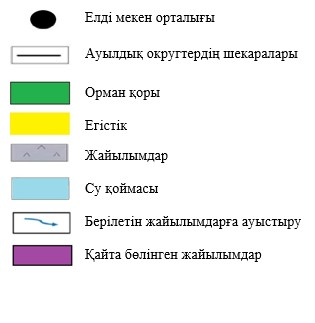 Елді мекен орталығы
Ауылдық округтердің шекаралары
Орман қоры
Егістік
Жайылымдар
Су қоймасы
Берілетін жайылымдарға ауыстыру
Қайта бөлінген жайылымдар